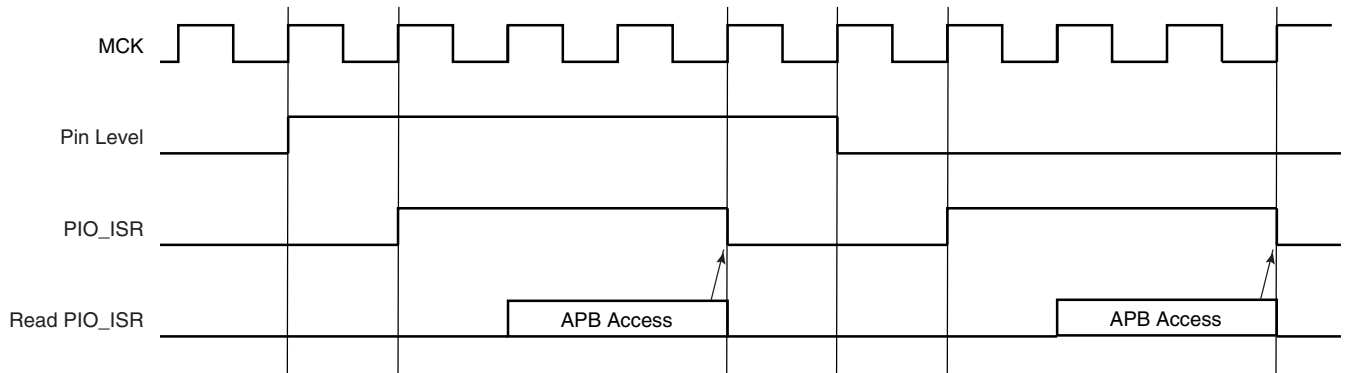 MCK
Pin Level
PIO_ISR
Read PIO_ISR
APB Access
APB Access